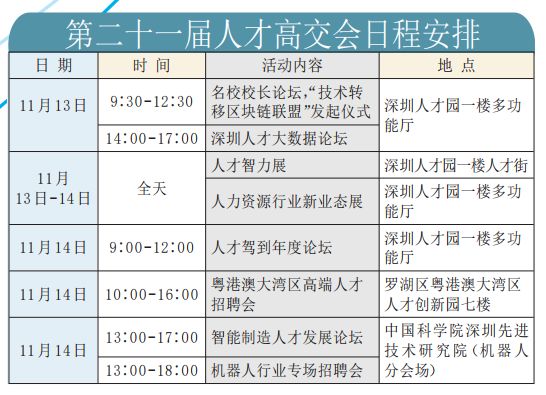 第二十一届人才高交会日程安排
日 期 时 间 活动内容 地 点
11月13日 9:30-12:30 名校校长论坛,“技术转
移区块链联盟”发起仪式
深圳人才园一楼多功
能厅
14:00-17:00 深圳人才大数据论坛
11月
13日-14日
全天
人才智力展 深圳人才园一楼人才街
人力资源行业新业态展 深圳人才园一楼多功
能厅
11月14日 9:00-12:00 人才驾到年度论坛 深圳人才园一楼多功
能厅
11月14日 10:00-16:00 粤港澳大湾区高端人才
招聘会
罗湖区粤港澳大湾区
人才创新园七楼
11月14日 13:00-17:00 智能制造人才发展论坛
13:00-18:00 机器人行业专场招聘会
中国科学院深圳先进
技术研究院(机器人
分会场)